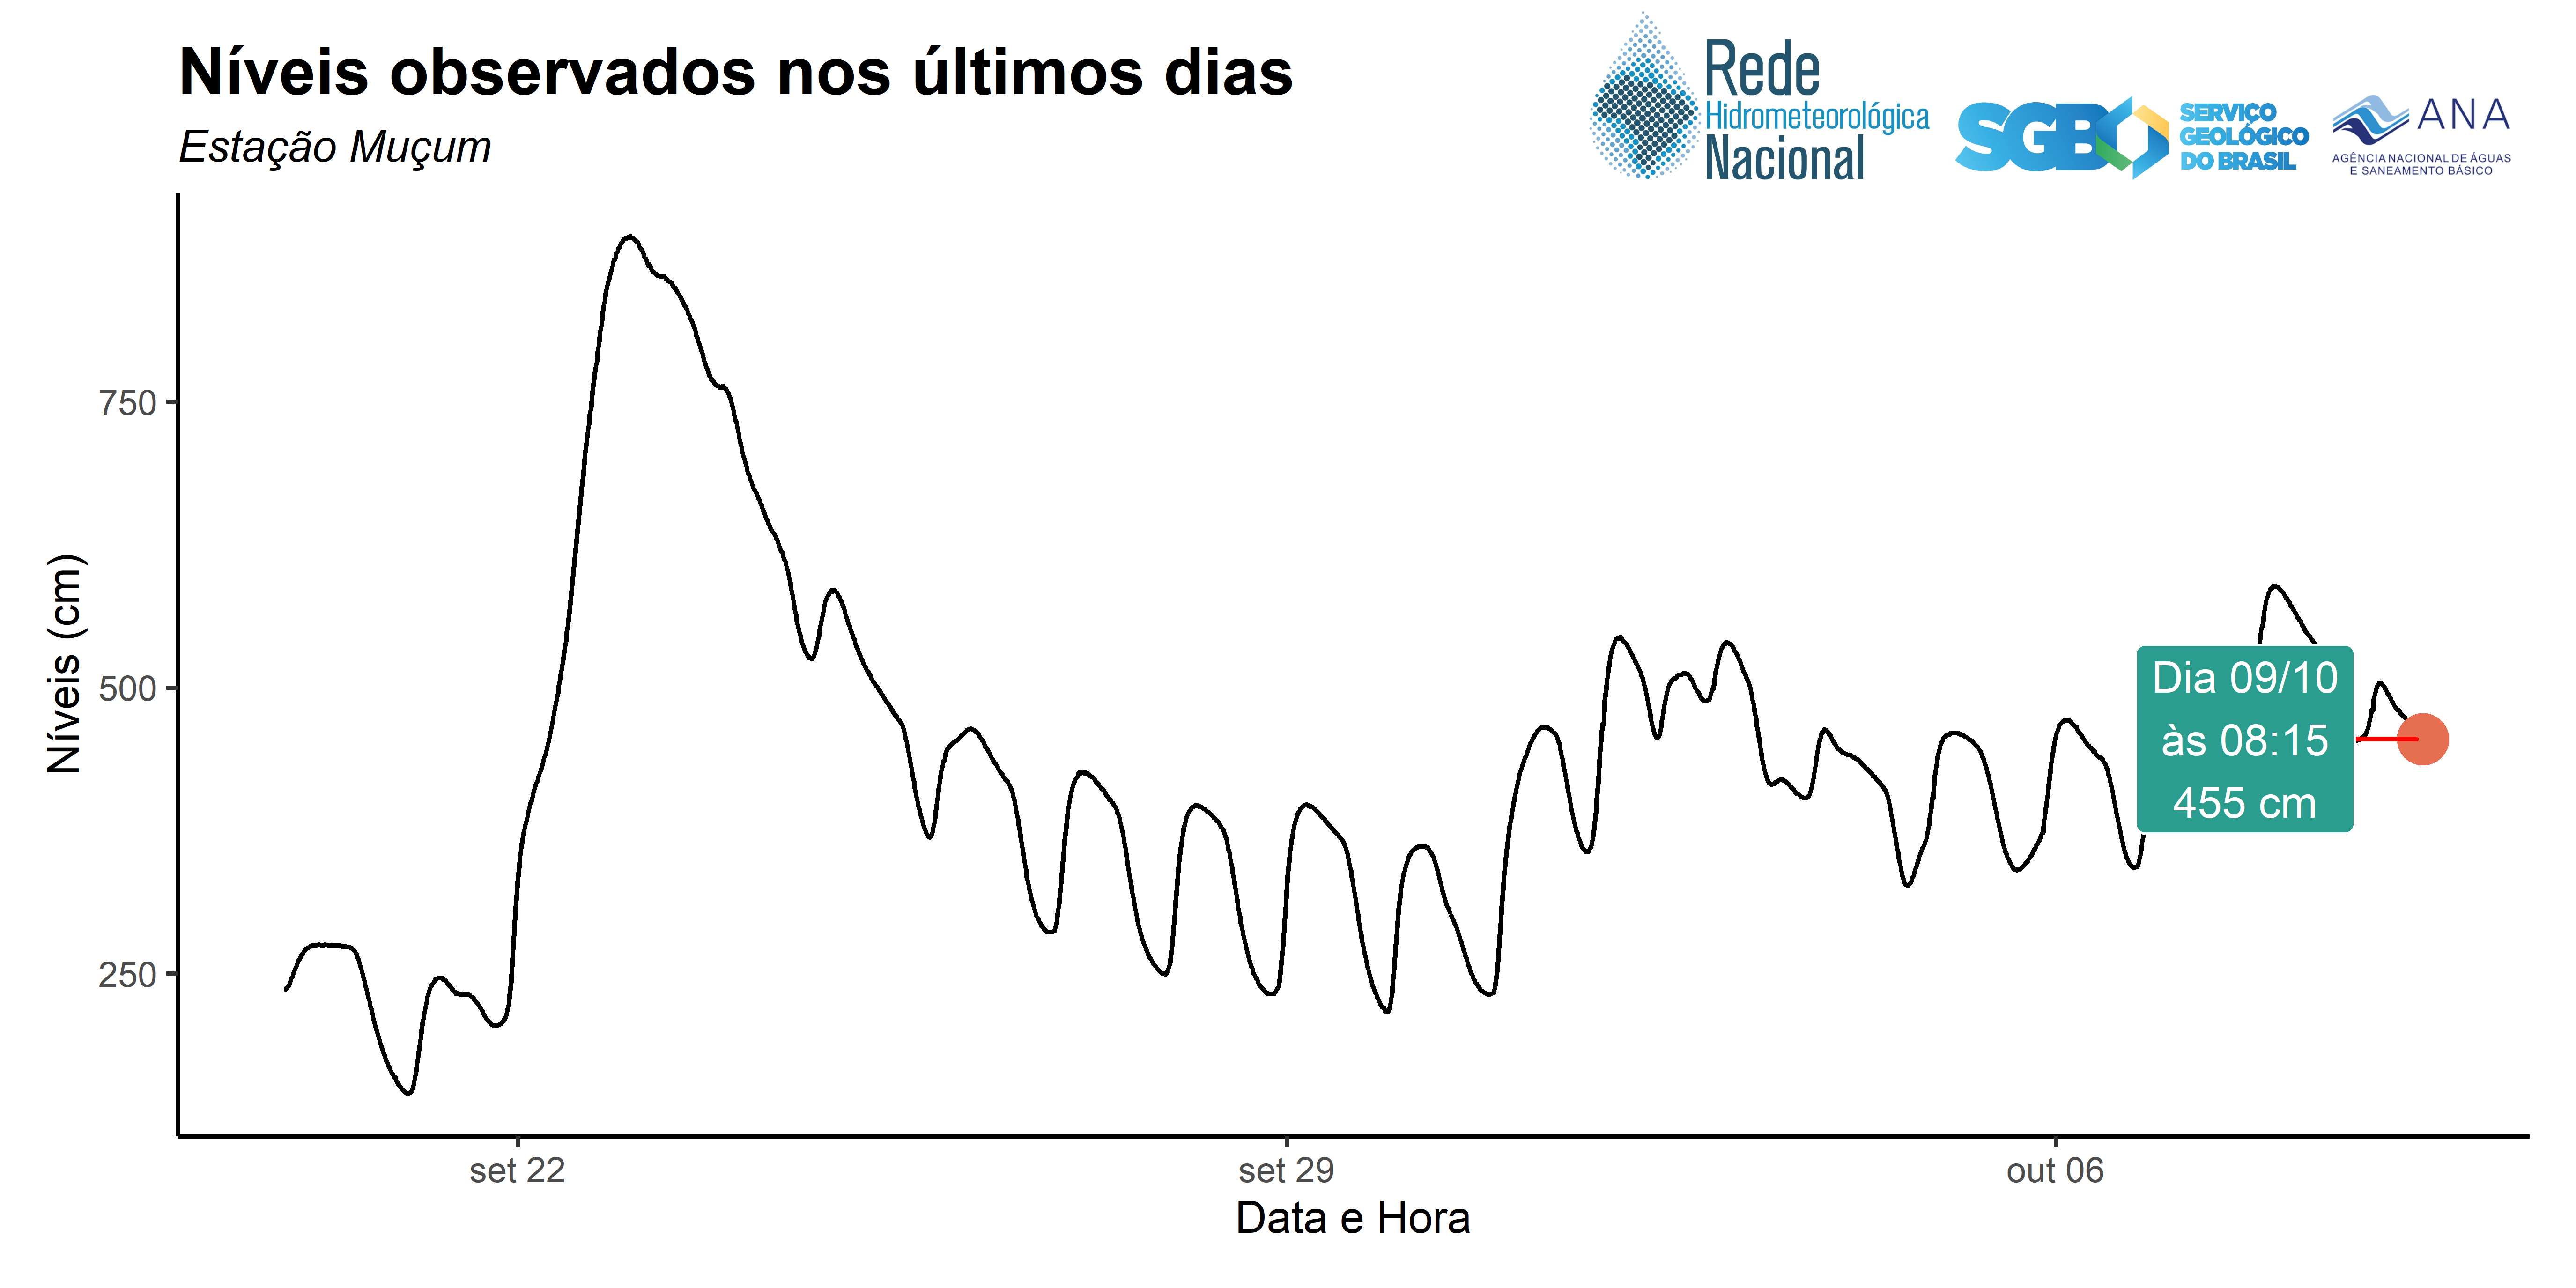 Níveis observados nos últimos dias
Estação Muçum
Rede
Hidrometeorológica
Nacional
SGB
SERVIÇO
GEOLÓGICO
DO BRASIL
ANA
AGÊNCIA NACIONAL DE ÁGUAS
E SANEAMENTO BÁSICO
Níveis (cm)
750
500
250
Dia 09/10
às 08:15
455 cm
set 22
set 29
out 06
Data e Hora